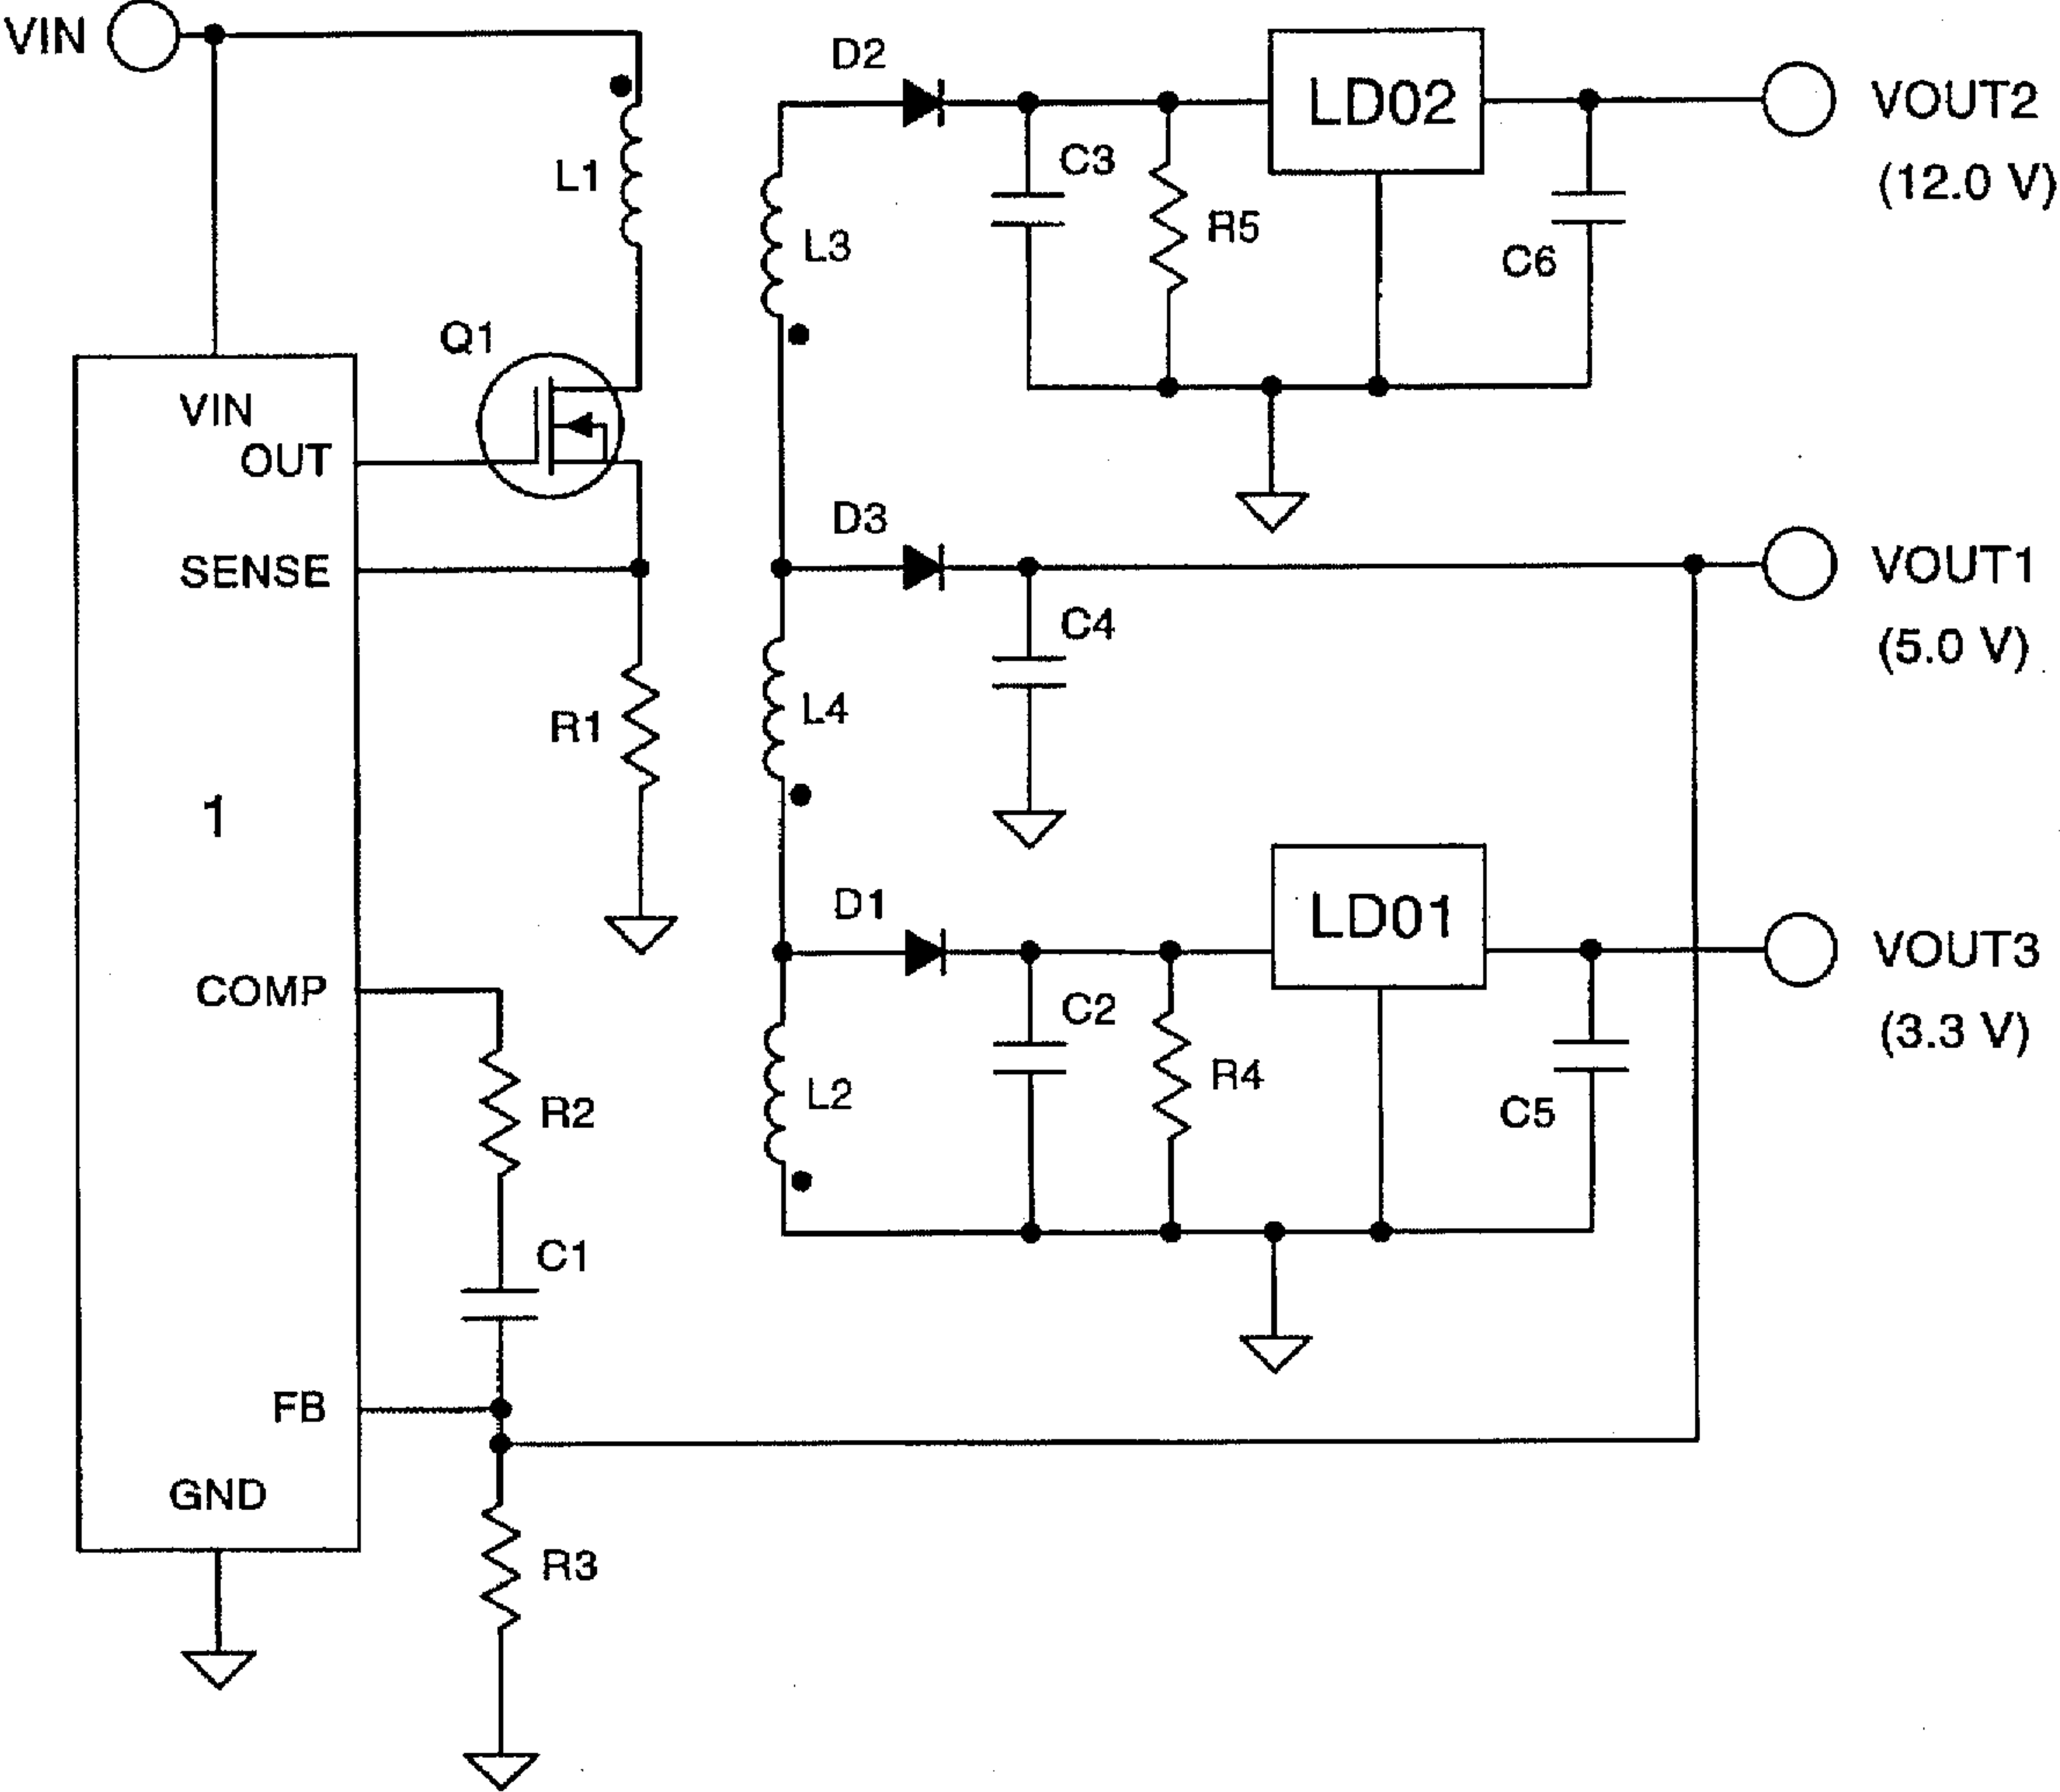 VIN
D2
LD02
VOUT2
(12.0 V)
C3
L1
R5
L3
C6
Q1
VIN
OUT
D3
SENSE
VOUT1
(5.0 V)
C4
L4
R1
1
D1
LD01
VOUT3
(3.3 V)
COMP
C2
R4
L2
C5
R2
C1
FB
GND
R3